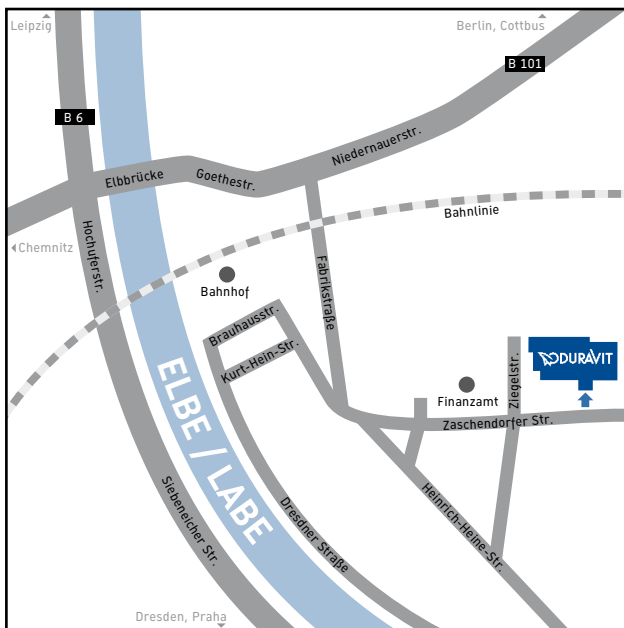 Leipzig
Berlin, Cottbus
B 101
B 6
Niedernauerstr.
Elbbrücke
Goethestr.
Bahnlinie
Hochuferstr.
Chemnitz
Fabrikstraße
Bahnhof
Brauhausstr.
Kurt-Hein-Str.
DURAVIT
Ziegelstr.
Finanzamt
Zaschendorfer Str.
ELBE / LABE
Siebeneicher Str.
Dresdner Straße
Heinrich-Heine-Str.
Dresden, Praha